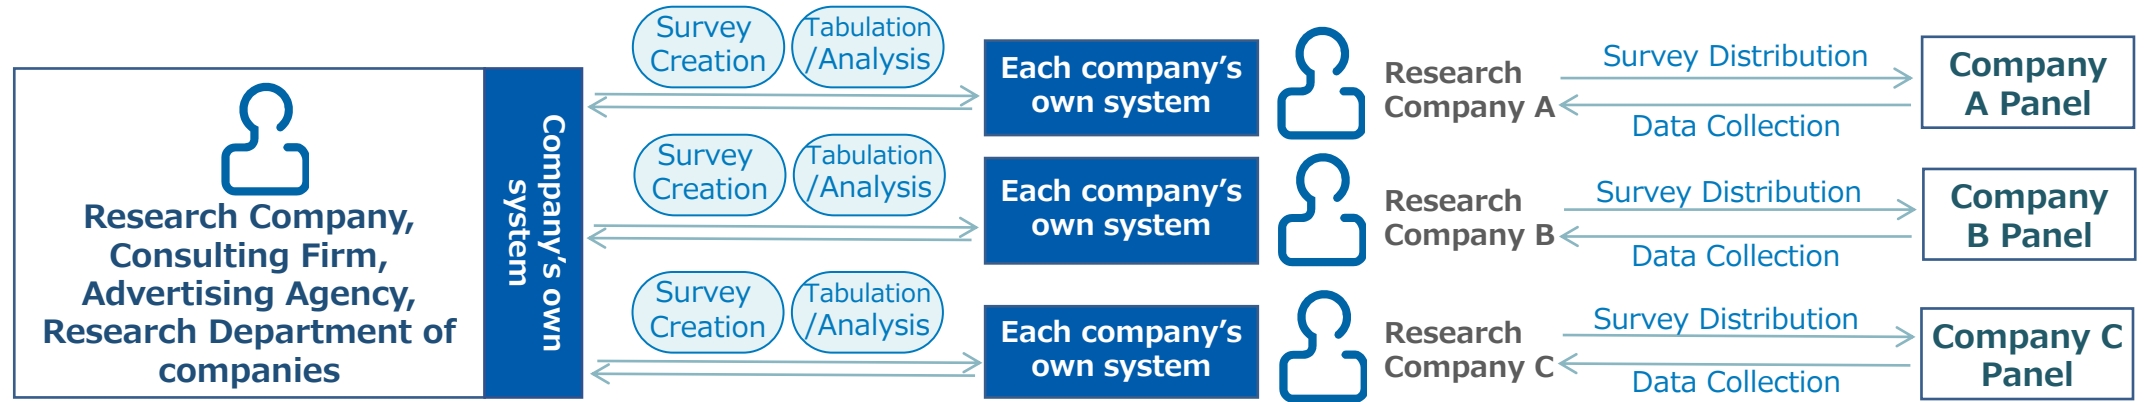 Research Company,
Consulting Firm,
Advertising Agency,
Research Department of
companies
Company's own
system
Survey
Creation
Tabulation
/Analysis
Each company's
own system
Research
Company A
Survey Distribution
Data Collection
Company
A Panel
Survey
Creation
Tabulation
/Analysis
Each company's
own system
Research
Company B
Survey Distribution
Data Collection
Company
B Panel
Survey
Creation
Tabulation
/Analysis
Each company's
own system
Research
Company C
Survey Distribution
Data Collection
Company C
Panel